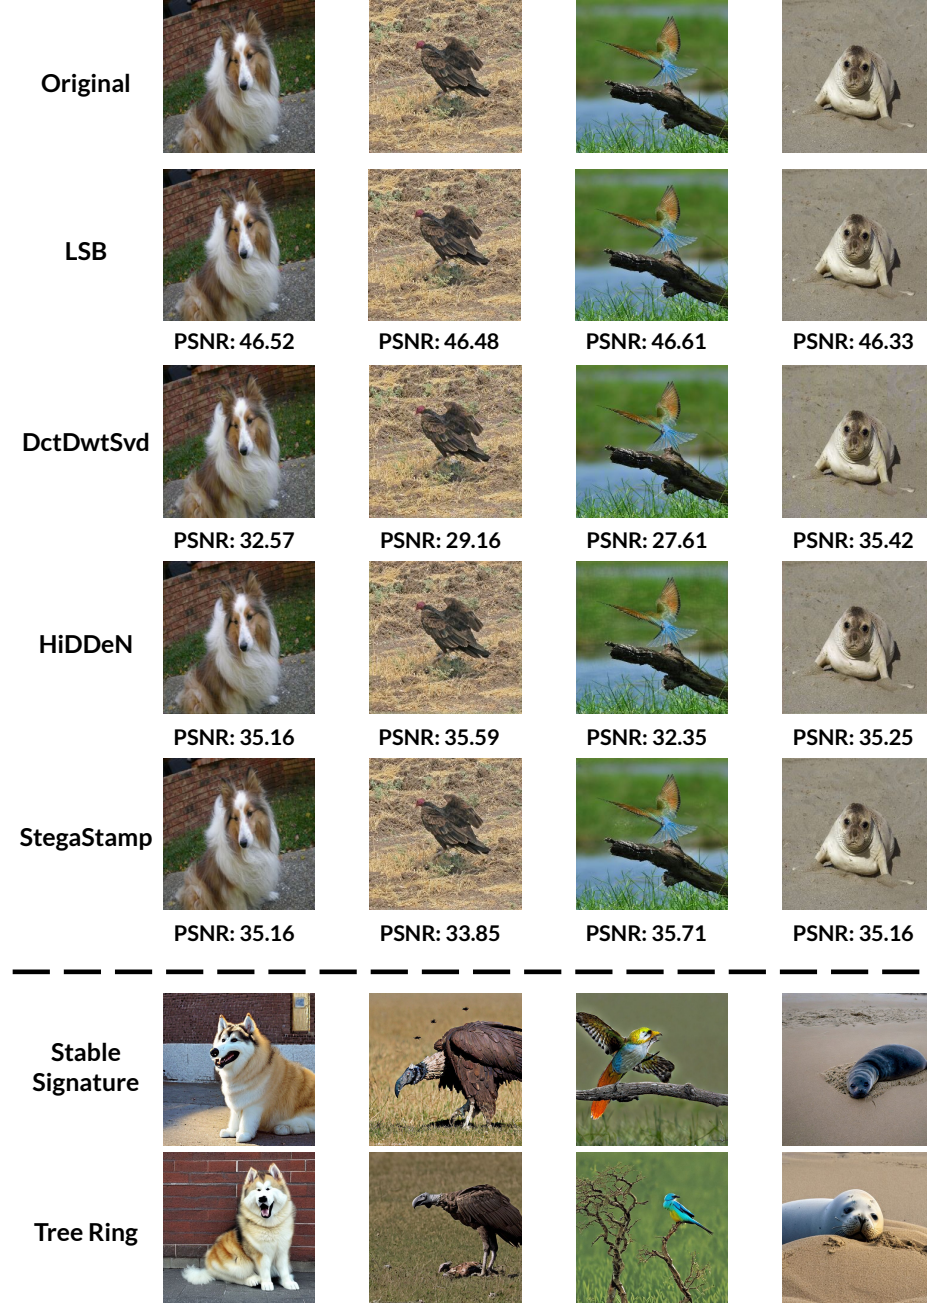 Original
LSB
PSNR: 46.52
PSNR: 46.48
PSNR: 46.61
PSNR: 46.33
DctDwtSvd
PSNR: 32.57
PSNR: 29.16
PSNR: 27.61
PSNR: 35.42
HiDDeN
PSNR: 35.16
PSNR: 35.59
PSNR: 32.35
PSNR: 35.25
StegaStamp
PSNR: 35.16
PSNR: 33.85
PSNR: 35.71
PSNR: 35.16
Stable
Signature
Tree Ring